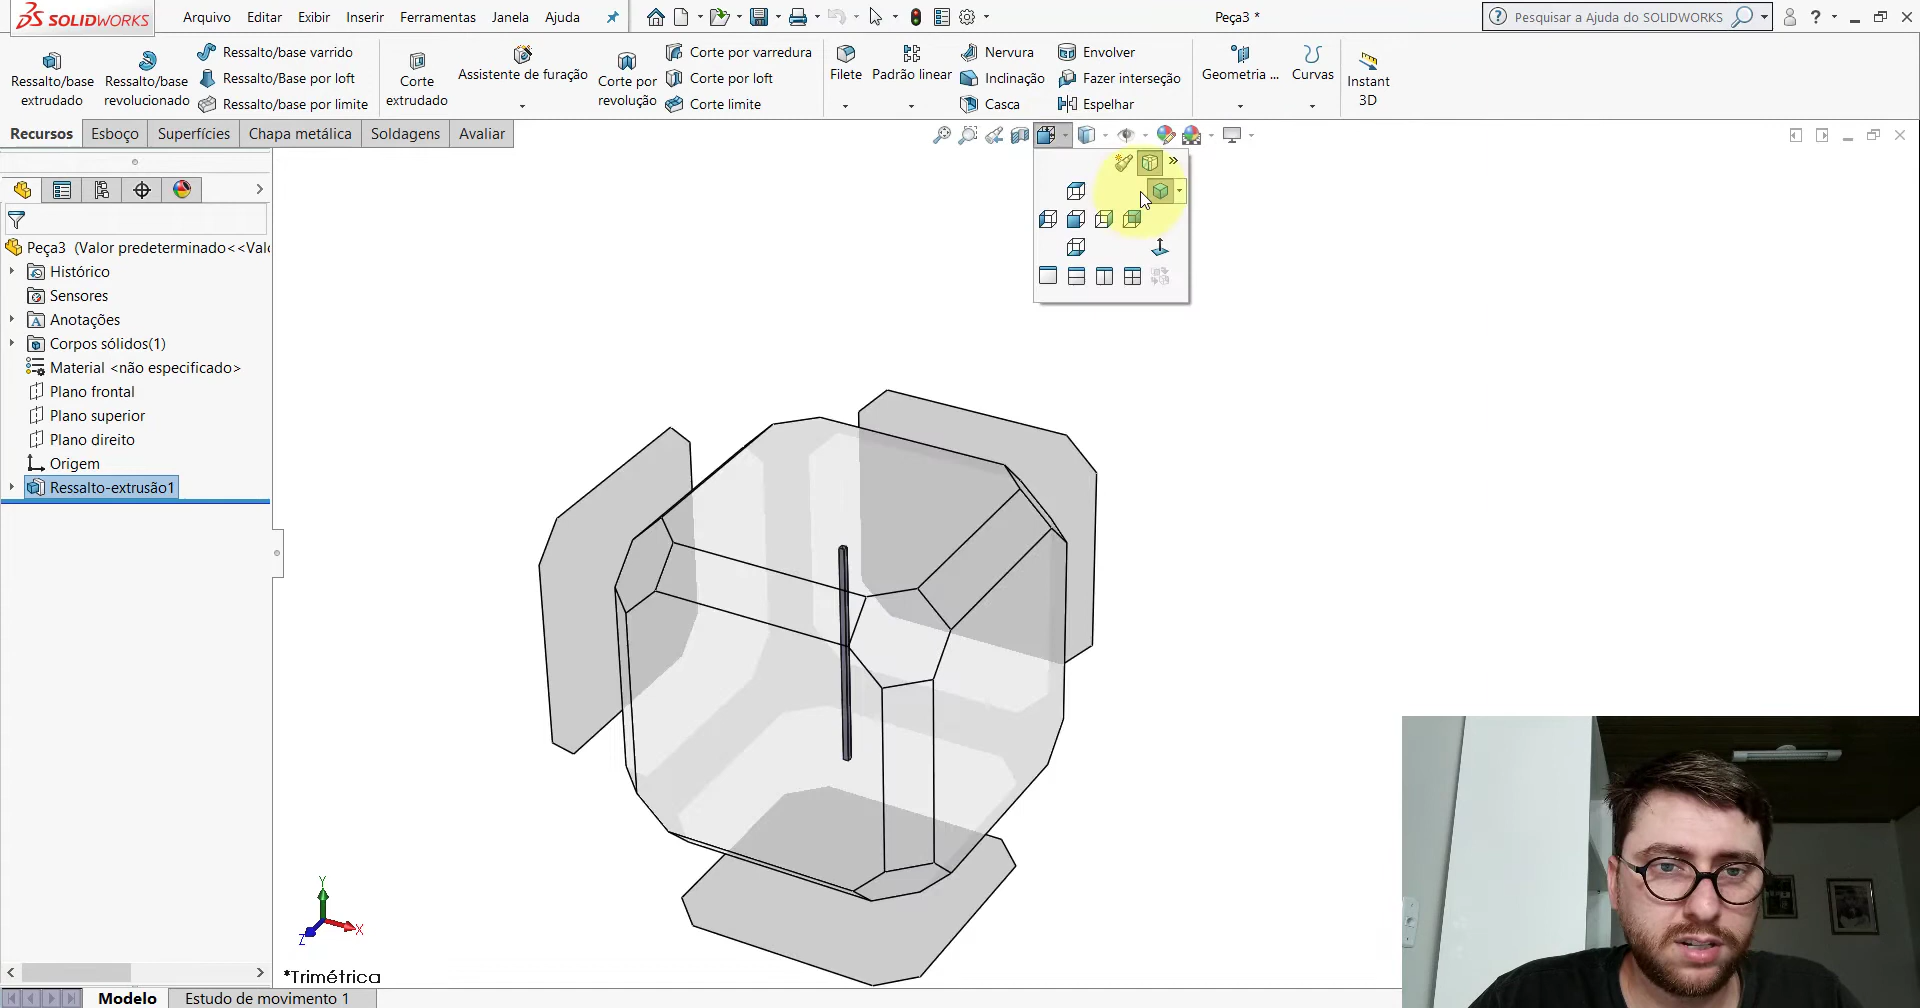 SOLIDWORKS
Arquivo Editar Exibir Inserir Ferramentas Janela Ajuda
Peça3 *
Pesquisar a Ajuda do SOLIDWORKS
Ressalto/base extrudado
Ressalto/base revolucionado
Ressalto/base varrido
Ressalto/Base por loft
Ressalto/base por limite
Corte extrudado
Assistente de furação
Corte por revolução
Corte por varredura
Corte por loft
Corte limite
Filete
Padrão linear
Nervura
Inclinação
Casca
Envolver
Fazer interseção
Espelhar
Geometria ...
Curvas
Instant 3D
Recursos Esboço Superfícies Chapa metálica Soldagens Avaliar
Peça3 (Valor predeterminado<<Val
Histórico
Sensores
Anotações
Corpos sólidos(1)
Material <não especificado>
Plano frontal
Plano superior
Plano direito
Origem
Ressalto-extrusão1
Y
X
Z
*Trimétrica
Modelo Estudo de movimento 1